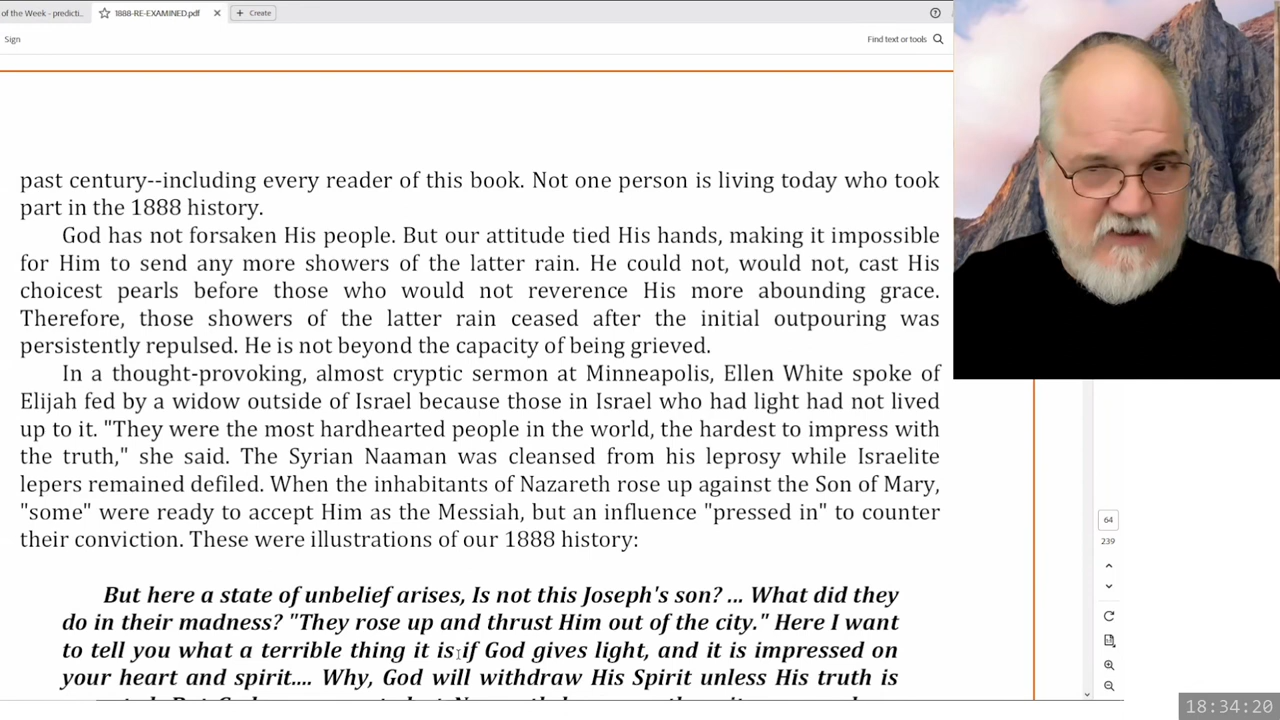 of the Week - predicti...
1888-RE-EXAMINED.pdf
+ Create
Sign
Find text or tools
past century--including every reader of this book. Not one person is living today who took
part in the 1888 history.
God has not forsaken His people. But our attitude tied His hands, making it impossible
for Him to send any more showers of the latter rain. He could not, would not, cast His
choicest pearls before those who would not reverence His more abounding grace.
Therefore, those showers of the latter rain ceased after the initial outpouring was
persistently repulsed. He is not beyond the capacity of being grieved.
In a thought-provoking, almost cryptic sermon at Minneapolis, Ellen White spoke of
Elijah fed by a widow outside of Israel because those in Israel who had light had not lived
up to it. "They were the most hardhearted people in the world, the hardest to impress with
the truth," she said. The Syrian Naaman was cleansed from his leprosy while Israelite
lepers remained defiled. When the inhabitants of Nazareth rose up against the Son of Mary,
"some" were ready to accept Him as the Messiah, but an influence "pressed in" to counter
their conviction. These were illustrations of our 1888 history:
But here a state of unbelief arises, Is not this Joseph's son? ... What did they
do in their madness? "They rose up and thrust Him out of the city." Here I want
to tell you what a terrible thing it is if God gives light, and it is impressed on
your heart and spirit.... Why, God will withdraw His Spirit unless His truth is
64
239
18:34:20